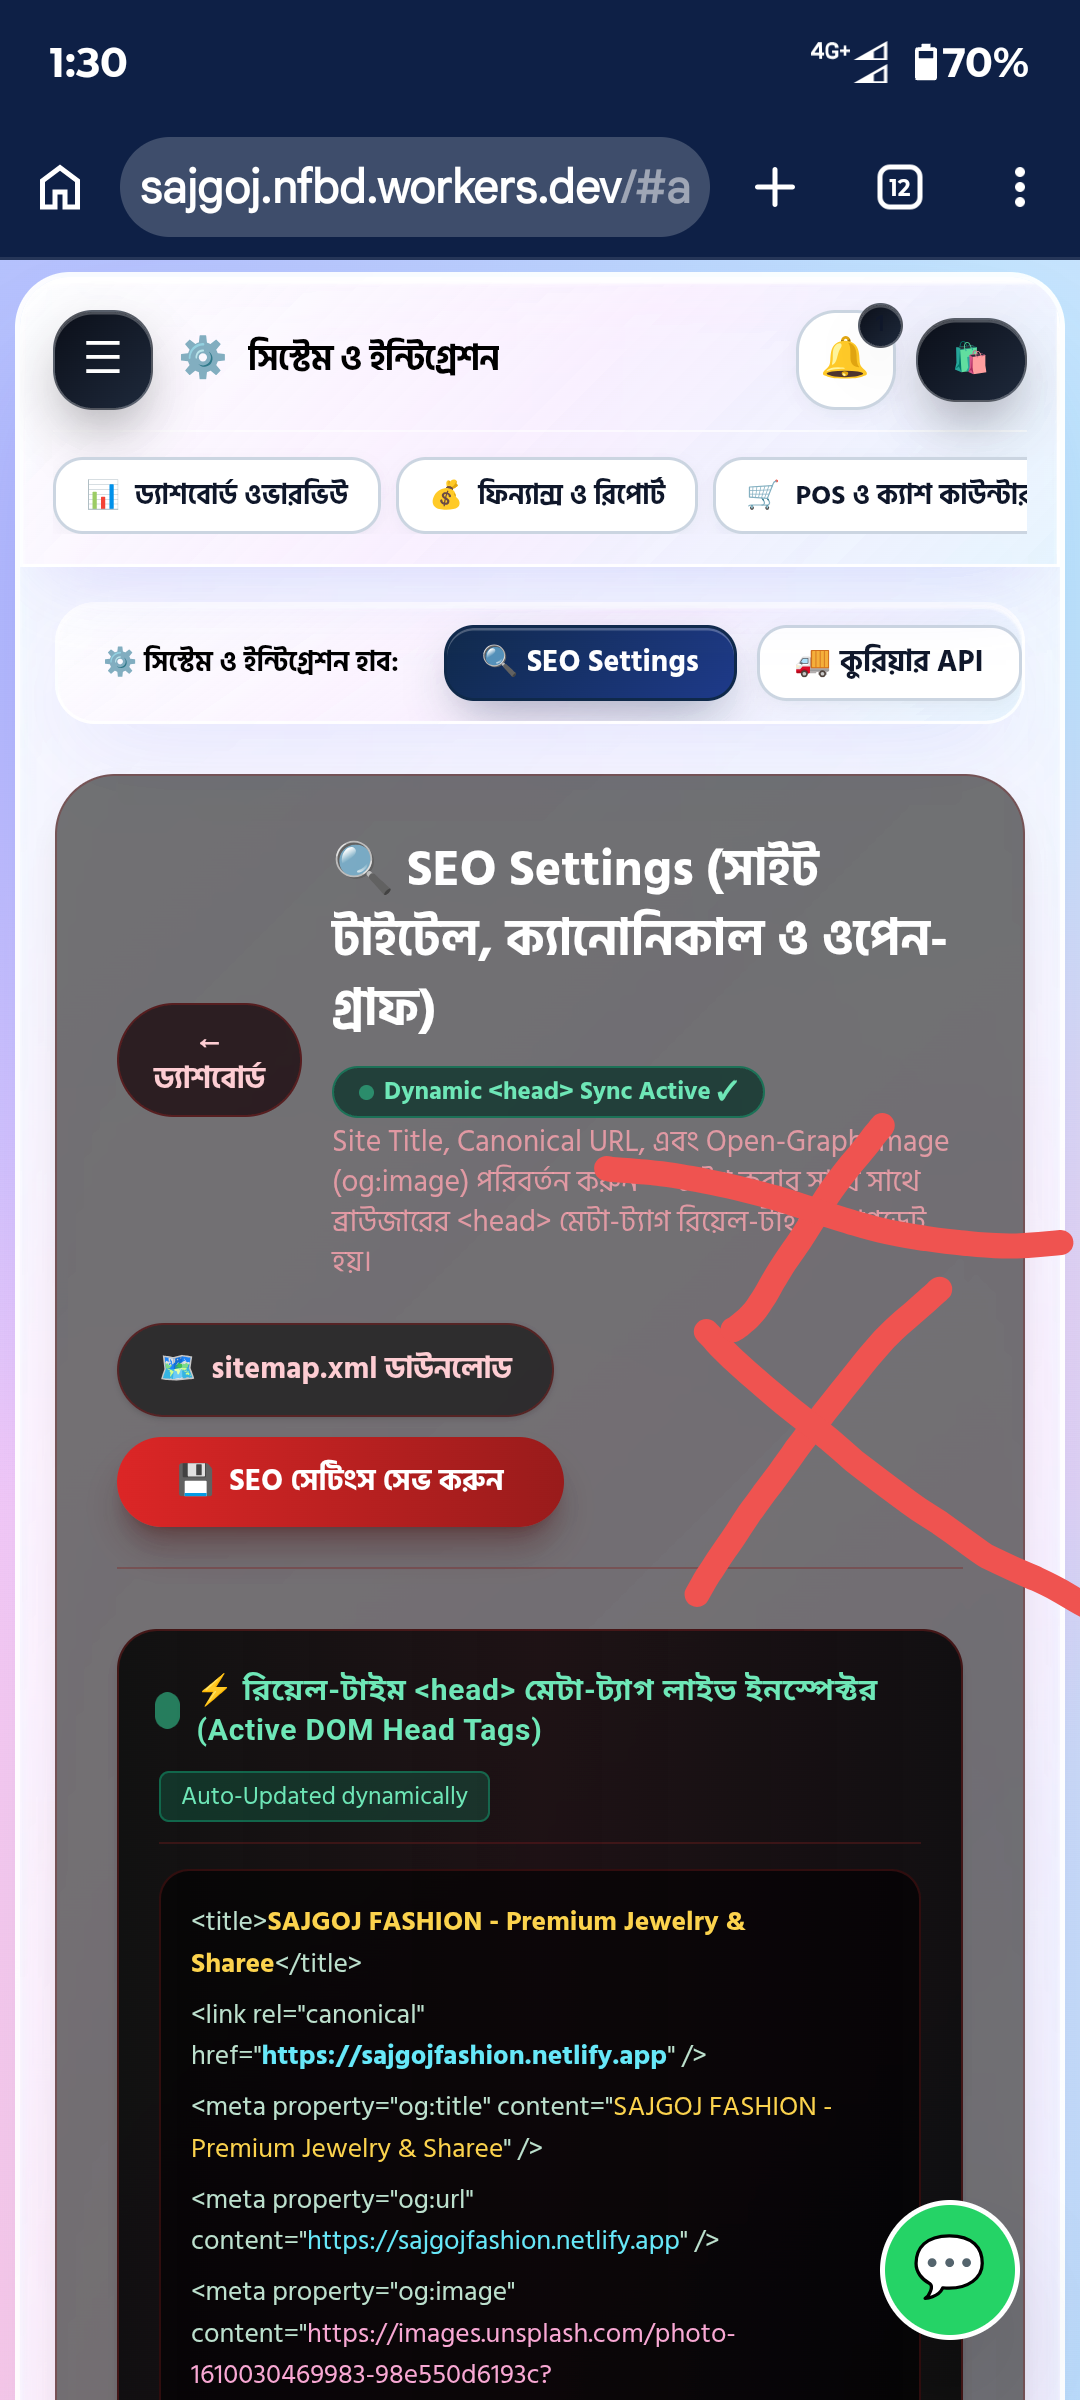 1:30
4G+
70%
sajgoj.nfbd.workers.dev/#a
12
☰ ⚙️ সিস্টেম ও ইন্টিগ্রেশন 🔔 🛍️
📊 ড্যাশবোর্ড ওভারভিউ
💰 ফিন্যান্স ও রিপোর্ট
🛒 POS ও ক্যাশ কাউন্টার
⚙️ সিস্টেম ও ইন্টিগ্রেশন হাব:
🔍 SEO Settings
🚚 কুরিয়ার API
← ড্যাশবোর্ড
🔍 SEO Settings (সাইট
টাইটেল, ক্যানোনিকাল ও ওপেন-
গ্রাফ)
Dynamic <head> Sync Active ✓
Site Title, Canonical URL, এবং Open-Graph Image
(og:image) পরিবর্তন করুন করার সাথে
ব্রাউজারের <head> মেটা-ট্যাগ রিয়েল-টাইম
হয়।
🗺️ sitemap.xml ডাউনলোড
💾 SEO সেটিংস সেভ করুন
⚡ রিয়েল-টাইম <head> মেটা-ট্যাগ লাইভ ইনস্পেক্টর
(Active DOM Head Tags)
Auto-Updated dynamically
<title>SAJGOJ FASHION - Premium Jewelry &
Sharee</title>
<link rel="canonical"
href="https://sajgojfashion.netlify.app" />
<meta property="og:title" content="SAJGOJ FASHION -
Premium Jewelry & Sharee" />
<meta property="og:url"
content="https://sajgojfashion.netlify.app" />
<meta property="og:image"
content="https://images.unsplash.com/photo-
1610030469983-98e550d6193c?